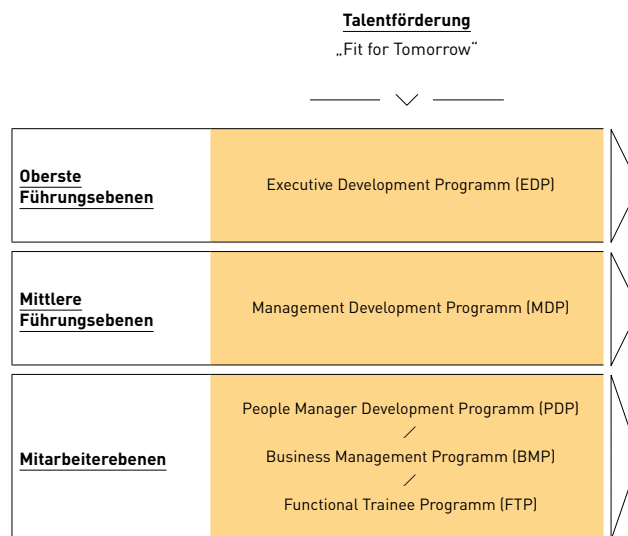 Talentförderung
„Fit for Tomorrow“
Oberste
Führungsebenen
Executive Development Programm (EDP)
Mittlere
Führungsebenen
Management Development Programm (MDP)
Mitarbeiterebenen
People Manager Development Programm (PDP)
/
Business Management Programm (BMP)
/
Functional Trainee Programm (FTP)